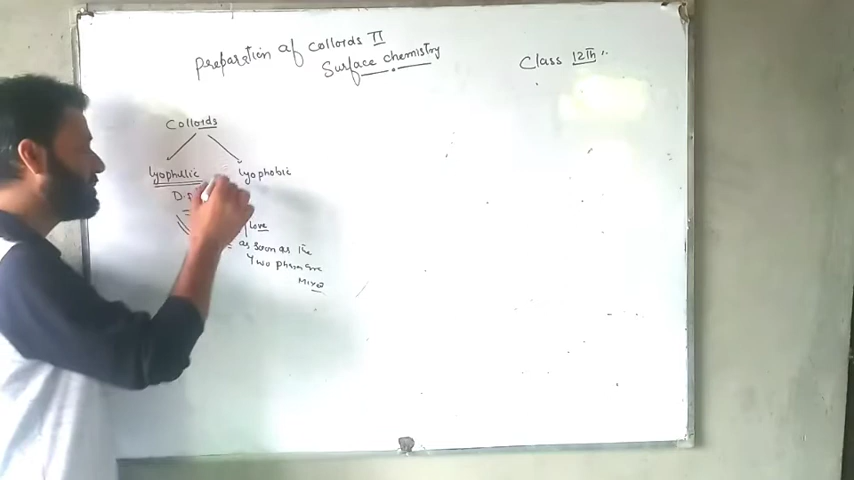 Preparation of colloids II
Surface chemistry
Class 12Th
Colloids
lyophilic lyophobic
D.
Love
as soon as the
Two phases are
Mixed